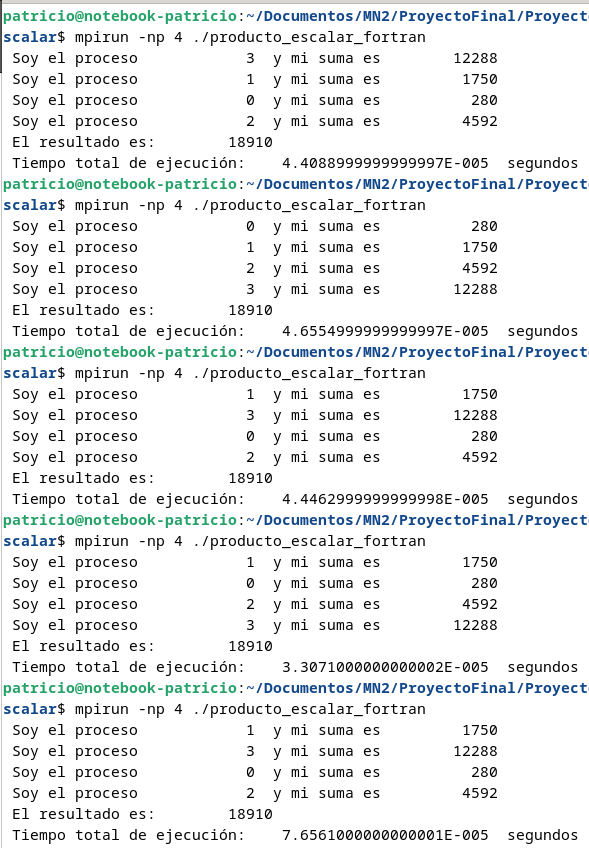 patricio@notebook-patricio:~/Documentos/MN2/ProyectoFinal/Proyect
scalar$ mpirun -np 4 ./producto_escalar_fortran
Soy el proceso 3 y mi suma es 12288
Soy el proceso 1 y mi suma es 1750
Soy el proceso 0 y mi suma es 280
Soy el proceso 2 y mi suma es 4592
El resultado es: 18910
Tiempo total de ejecución: 4.4088999999999997E-005 segundos
patricio@notebook-patricio:~/Documentos/MN2/ProyectoFinal/Proyect
scalar$ mpirun -np 4 ./producto_escalar_fortran
Soy el proceso 0 y mi suma es 280
Soy el proceso 1 y mi suma es 1750
Soy el proceso 2 y mi suma es 4592
Soy el proceso 3 y mi suma es 12288
El resultado es: 18910
Tiempo total de ejecución: 4.6554999999999997E-005 segundos
patricio@notebook-patricio:~/Documentos/MN2/ProyectoFinal/Proyect
scalar$ mpirun -np 4 ./producto_escalar_fortran
Soy el proceso 1 y mi suma es 1750
Soy el proceso 3 y mi suma es 12288
Soy el proceso 0 y mi suma es 280
Soy el proceso 2 y mi suma es 4592
El resultado es: 18910
Tiempo total de ejecución: 4.4462999999999998E-005 segundos
patricio@notebook-patricio:~/Documentos/MN2/ProyectoFinal/Proyect
scalar$ mpirun -np 4 ./producto_escalar_fortran
Soy el proceso 1 y mi suma es 1750
Soy el proceso 0 y mi suma es 280
Soy el proceso 2 y mi suma es 4592
Soy el proceso 3 y mi suma es 12288
El resultado es: 18910
Tiempo total de ejecución: 3.3071000000000002E-005 segundos
patricio@notebook-patricio:~/Documentos/MN2/ProyectoFinal/Proyect
scalar$ mpirun -np 4 ./producto_escalar_fortran
Soy el proceso 1 y mi suma es 1750
Soy el proceso 3 y mi suma es 12288
Soy el proceso 0 y mi suma es 280
Soy el proceso 2 y mi suma es 4592
El resultado es: 18910
Tiempo total de ejecución: 7.6561000000000001E-005 segundos